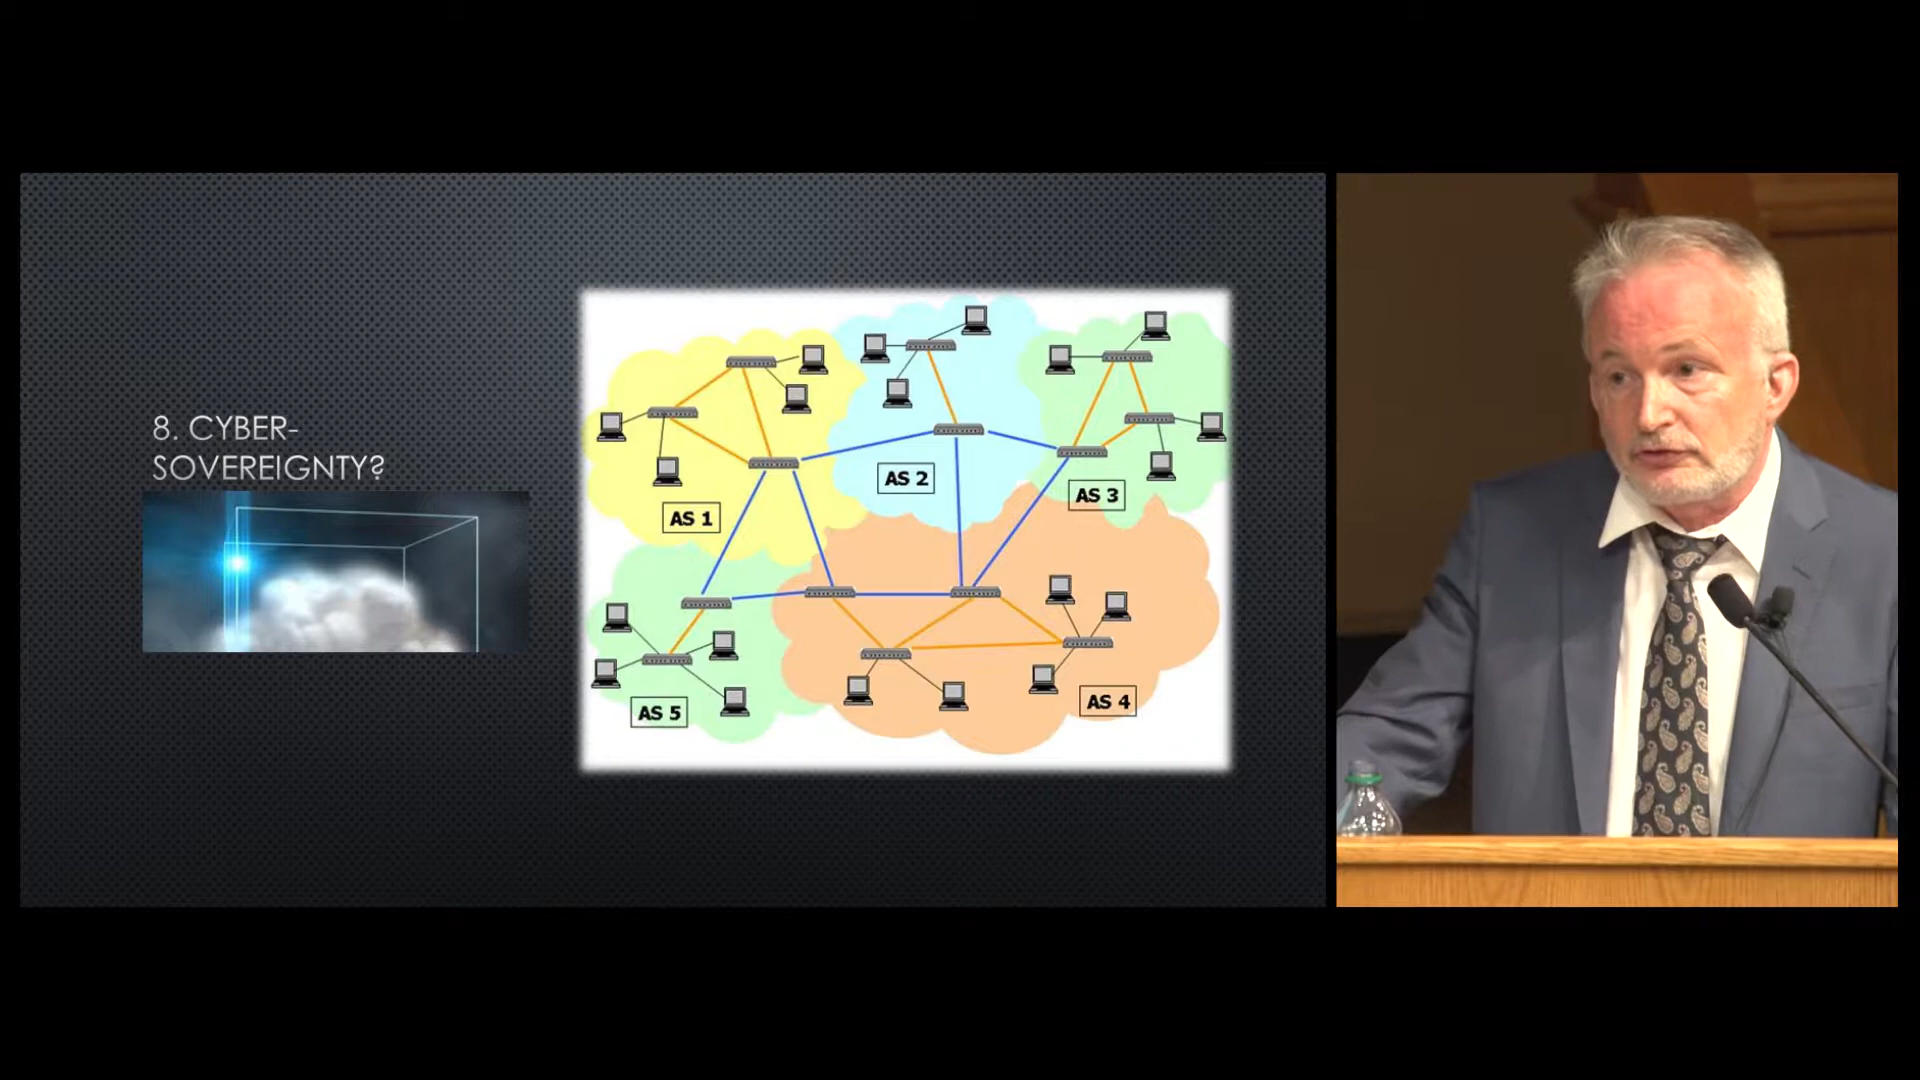 8. CYBER-
SOVEREIGNTY?
AS 1
AS 2
AS 3
AS 4
AS 5